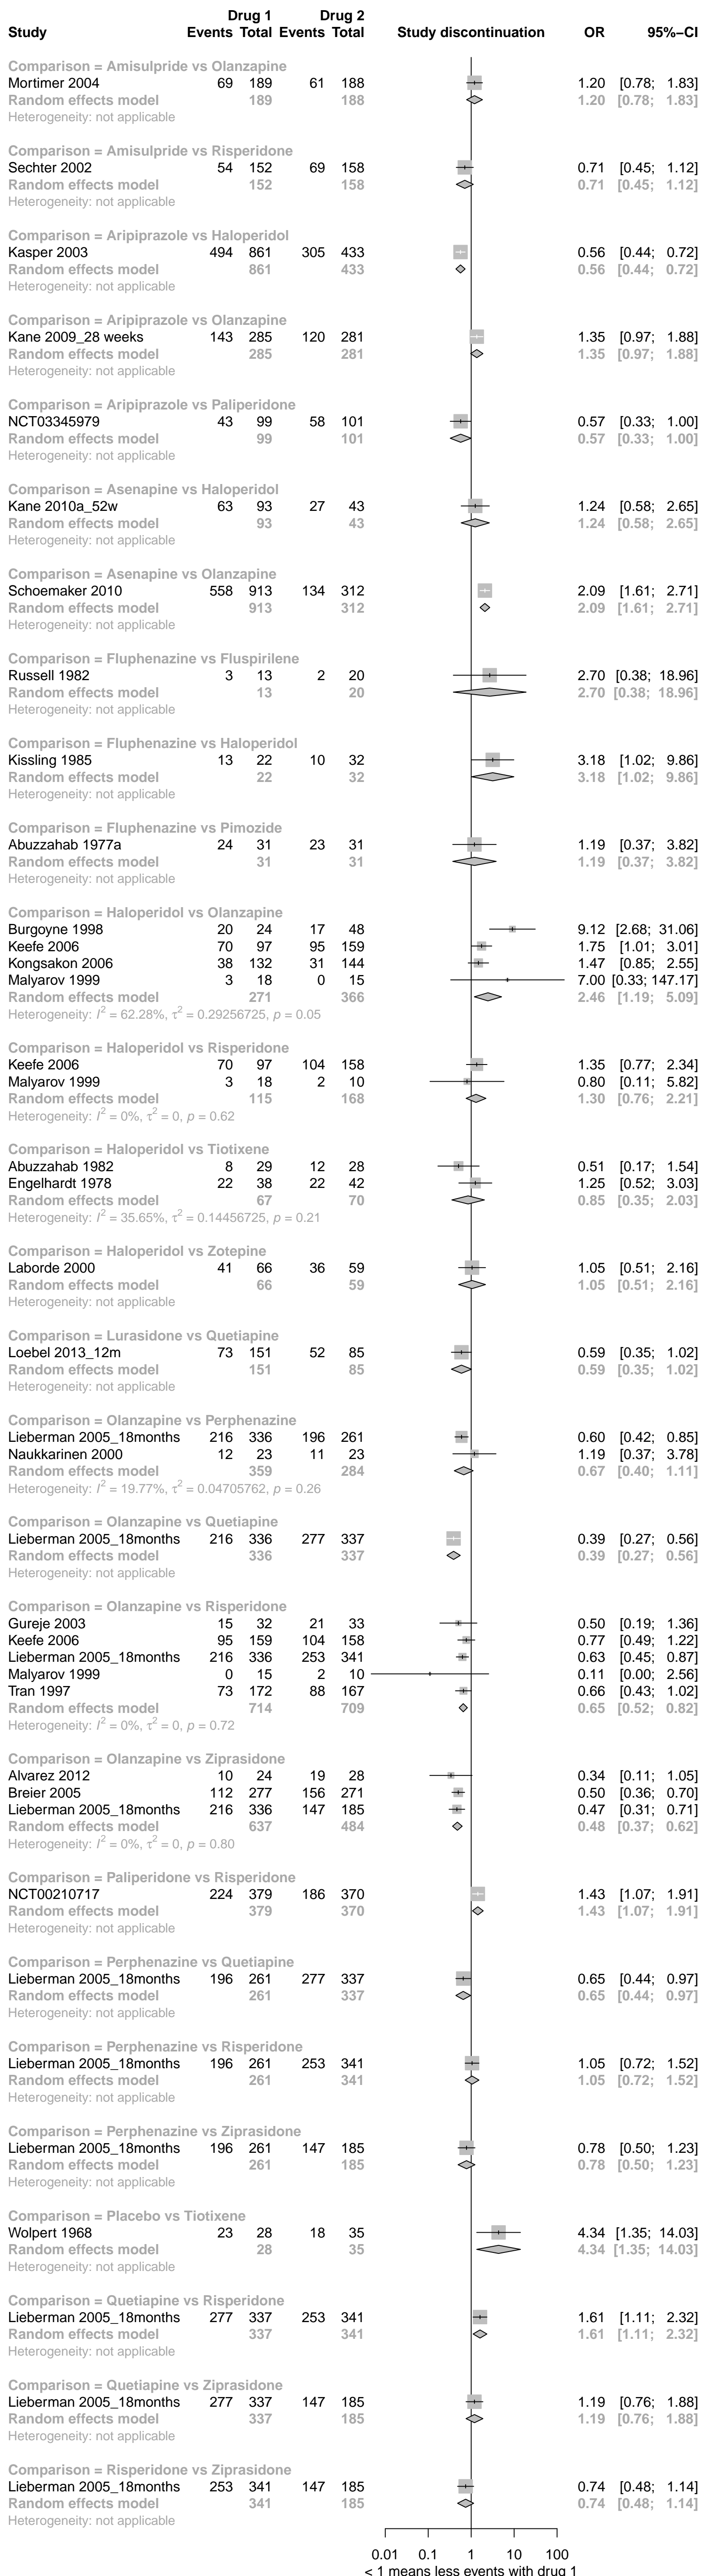 Drug 1 Drug 2
Study Events Total Events Total Study discontinuation OR 95%−CI
Comparison = Amisulpride vs Olanzapine
Mortimer 2004 69 189 61 188 1.20 [0.78; 1.83]
Random effects model 189 188 1.20 [0.78; 1.83]
Heterogeneity: not applicable
Comparison = Amisulpride vs Risperidone
Sechter 2002 54 152 69 158 0.71 [0.45; 1.12]
Random effects model 152 158 0.71 [0.45; 1.12]
Heterogeneity: not applicable
Comparison = Aripiprazole vs Haloperidol
Kasper 2003 494 861 305 433 0.56 [0.44; 0.72]
Random effects model 861 433 0.56 [0.44; 0.72]
Heterogeneity: not applicable
Comparison = Aripiprazole vs Olanzapine
Kane 2009_28 weeks 143 285 120 281 1.35 [0.97; 1.88]
Random effects model 285 281 1.35 [0.97; 1.88]
Heterogeneity: not applicable
Comparison = Aripiprazole vs Paliperidone
NCT03345979 43 99 58 101 0.57 [0.33; 1.00]
Random effects model 99 101 0.57 [0.33; 1.00]
Heterogeneity: not applicable
Comparison = Asenapine vs Haloperidol
Kane 2010a_52w 63 93 27 43 1.24 [0.58; 2.65]
Random effects model 93 43 1.24 [0.58; 2.65]
Heterogeneity: not applicable
Comparison = Asenapine vs Olanzapine
Schoemaker 2010 558 913 134 312 2.09 [1.61; 2.71]
Random effects model 913 312 2.09 [1.61; 2.71]
Heterogeneity: not applicable
Comparison = Fluphenazine vs Fluspirilene
Russell 1982 3 13 2 20 2.70 [0.38; 18.96]
Random effects model 13 20 2.70 [0.38; 18.96]
Heterogeneity: not applicable
Comparison = Fluphenazine vs Haloperidol
Kissling 1985 13 22 10 32 3.18 [1.02; 9.86]
Random effects model 22 32 3.18 [1.02; 9.86]
Heterogeneity: not applicable
Comparison = Fluphenazine vs Pimozide
Abuzzahab 1977a 24 31 23 31 1.19 [0.37; 3.82]
Random effects model 31 31 1.19 [0.37; 3.82]
Heterogeneity: not applicable
Comparison = Haloperidol vs Olanzapine
Burgoyne 1998 20 24 17 48 9.12 [2.68; 31.06]
Keefe 2006 70 97 95 159 1.75 [1.01; 3.01]
Kongsakon 2006 38 132 31 144 1.47 [0.85; 2.55]
Malyarov 1999 3 18 0 15 7.00 [0.33; 147.17]
Random effects model 271 366 2.46 [1.19; 5.09]
Heterogeneity: I² = 62.28%, τ² = 0.29256725, p = 0.05
Comparison = Haloperidol vs Risperidone
Keefe 2006 70 97 104 158 1.35 [0.77; 2.34]
Malyarov 1999 3 18 2 10 0.80 [0.11; 5.82]
Random effects model 115 168 1.30 [0.76; 2.21]
Heterogeneity: I² = 0%, τ² = 0, p = 0.62
Comparison = Haloperidol vs Tiotixene
Abuzzahab 1982 8 29 12 28 0.51 [0.17; 1.54]
Engelhardt 1978 22 38 22 42 1.25 [0.52; 3.03]
Random effects model 67 70 0.85 [0.35; 2.03]
Heterogeneity: I² = 35.65%, τ² = 0.14456725, p = 0.21
Comparison = Haloperidol vs Zotepine
Laborde 2000 41 66 36 59 1.05 [0.51; 2.16]
Random effects model 66 59 1.05 [0.51; 2.16]
Heterogeneity: not applicable
Comparison = Lurasidone vs Quetiapine
Loebel 2013_12m 73 151 52 85 0.59 [0.35; 1.02]
Random effects model 151 85 0.59 [0.35; 1.02]
Heterogeneity: not applicable
Comparison = Olanzapine vs Perphenazine
Lieberman 2005_18months 216 336 196 261 0.60 [0.42; 0.85]
Naukkarinen 2000 12 23 11 23 1.19 [0.37; 3.78]
Random effects model 359 284 0.67 [0.40; 1.11]
Heterogeneity: I² = 19.77%, τ² = 0.04705762, p = 0.26
Comparison = Olanzapine vs Quetiapine
Lieberman 2005_18months 216 336 277 337 0.39 [0.27; 0.56]
Random effects model 336 337 0.39 [0.27; 0.56]
Heterogeneity: not applicable
Comparison = Olanzapine vs Risperidone
Gureje 2003 15 32 21 33 0.50 [0.19; 1.36]
Keefe 2006 95 159 104 158 0.77 [0.49; 1.22]
Lieberman 2005_18months 216 336 253 341 0.63 [0.45; 0.87]
Malyarov 1999 0 15 2 10 0.11 [0.00; 2.56]
Tran 1997 73 172 88 167 0.66 [0.43; 1.02]
Random effects model 714 709 0.65 [0.52; 0.82]
Heterogeneity: I² = 0%, τ² = 0, p = 0.72
Comparison = Olanzapine vs Ziprasidone
Alvarez 2012 10 24 19 28 0.34 [0.11; 1.05]
Breier 2005 112 277 156 271 0.50 [0.36; 0.70]
Lieberman 2005_18months 216 336 147 185 0.47 [0.31; 0.71]
Random effects model 637 484 0.48 [0.37; 0.62]
Heterogeneity: I² = 0%, τ² = 0, p = 0.80
Comparison = Paliperidone vs Risperidone
NCT00210717 224 379 186 370 1.43 [1.07; 1.91]
Random effects model 379 370 1.43 [1.07; 1.91]
Heterogeneity: not applicable
Comparison = Perphenazine vs Quetiapine
Lieberman 2005_18months 196 261 277 337 0.65 [0.44; 0.97]
Random effects model 261 337 0.65 [0.44; 0.97]
Heterogeneity: not applicable
Comparison = Perphenazine vs Risperidone
Lieberman 2005_18months 196 261 253 341 1.05 [0.72; 1.52]
Random effects model 261 341 1.05 [0.72; 1.52]
Heterogeneity: not applicable
Comparison = Perphenazine vs Ziprasidone
Lieberman 2005_18months 196 261 147 185 0.78 [0.50; 1.23]
Random effects model 261 185 0.78 [0.50; 1.23]
Heterogeneity: not applicable
Comparison = Placebo vs Tiotixene
Wolpert 1968 23 28 18 35 4.34 [1.35; 14.03]
Random effects model 28 35 4.34 [1.35; 14.03]
Heterogeneity: not applicable
Comparison = Quetiapine vs Risperidone
Lieberman 2005_18months 277 337 253 341 1.61 [1.11; 2.32]
Random effects model 337 341 1.61 [1.11; 2.32]
Heterogeneity: not applicable
Comparison = Quetiapine vs Ziprasidone
Lieberman 2005_18months 277 337 147 185 1.19 [0.76; 1.88]
Random effects model 337 185 1.19 [0.76; 1.88]
Heterogeneity: not applicable
Comparison = Risperidone vs Ziprasidone
Lieberman 2005_18months 253 341 147 185 0.74 [0.48; 1.14]
Random effects model 341 185 0.74 [0.48; 1.14]
Heterogeneity: not applicable
0.01 0.1 1 10 100
< 1 means less events with drug 1